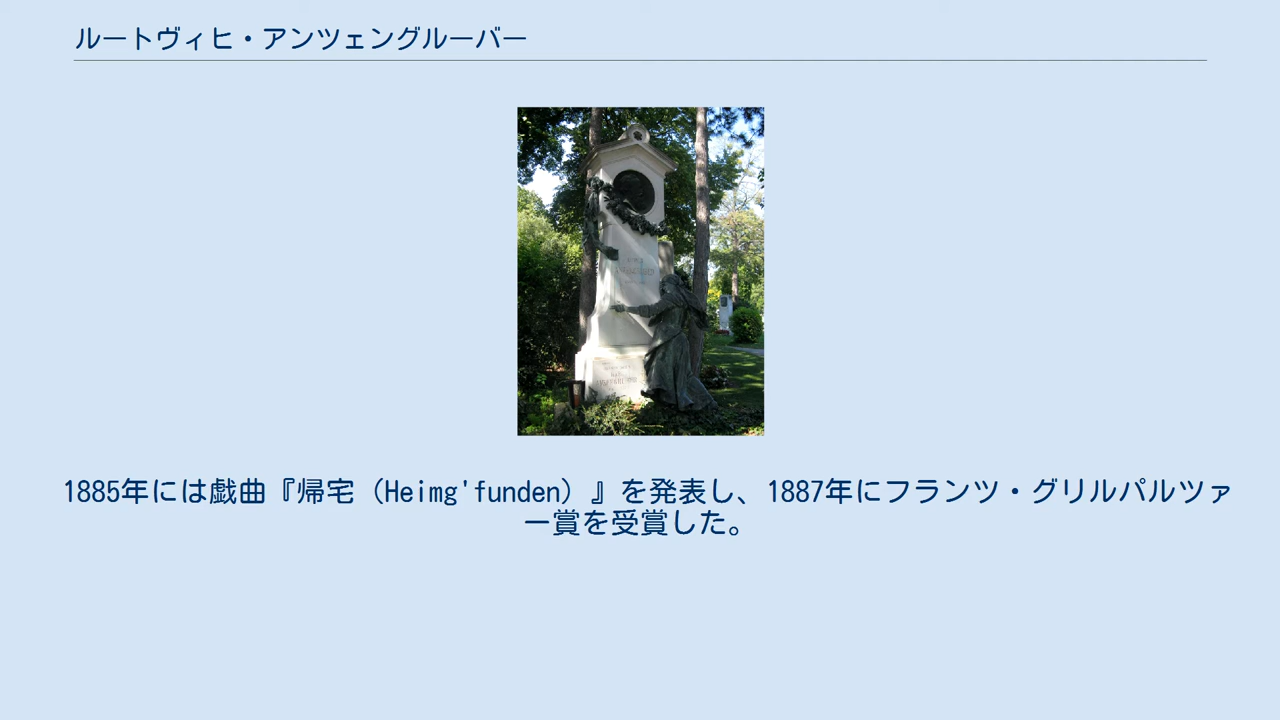 ルートヴィヒ・アンツェングルーバー
1885年には戯曲『帰宅（Heimg'funden）』を発表し、1887年にフランツ・グリルパルツァ
ー賞を受賞した。